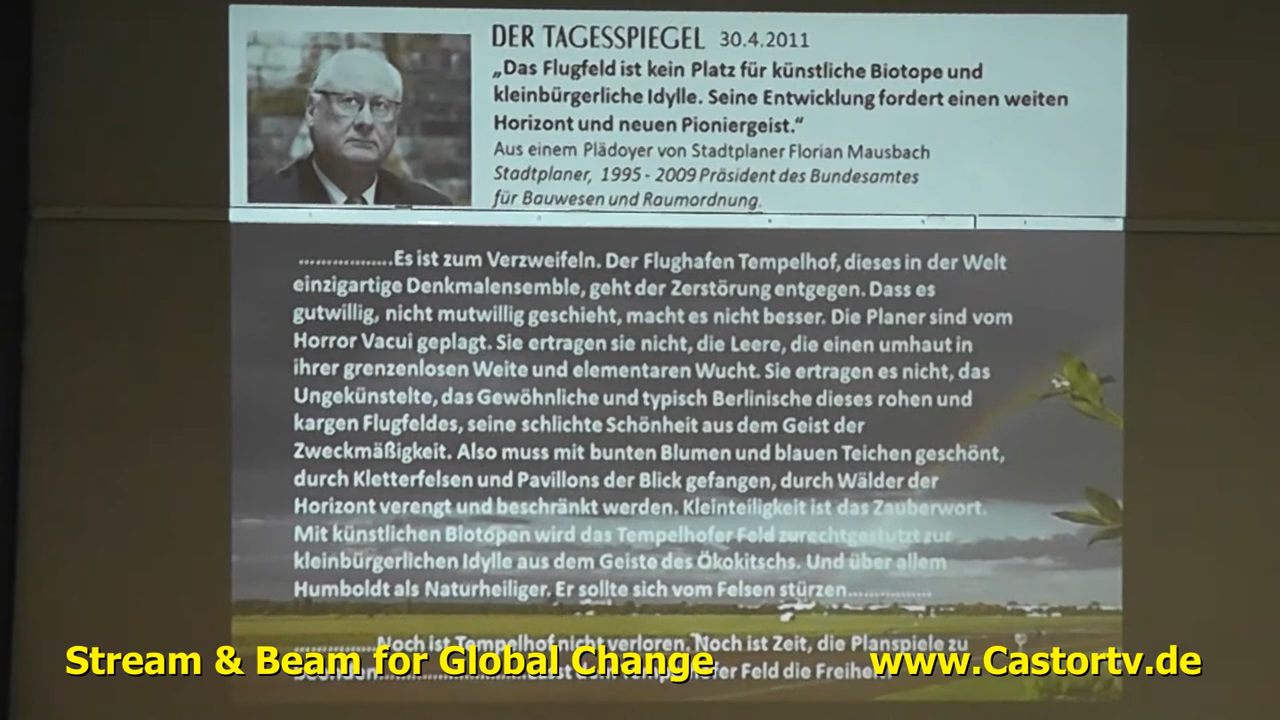 DER TAGESSPIEGEL 30.4.2011
„Das Flugfeld ist kein Platz für künstliche Biotope und
kleinbürgerliche Idylle. Seine Entwicklung fordert einen weiten
Horizont und neuen Pioniergeist.“
Aus einem Plädoyer von Stadtplaner Florian Mausbach
Stadtplaner, 1995 - 2009 Präsident des Bundesamtes
für Bauwesen und Raumordnung.
..................Es ist zum Verzweifeln. Der Flughafen Tempelhof, dieses in der Welt
einzigartige Denkmalensemble, geht der Zerstörung entgegen. Dass es
gutwillig, nicht mutwillig geschieht, macht es nicht besser. Die Planer sind vom
Horror Vacui geplagt. Sie ertragen sie nicht, die Leere, die einen umhaut in
ihrer grenzenlosen Weite und elementaren Wucht. Sie ertragen es nicht, das
Ungekünstelte, das Gewöhnliche und typisch Berlinische dieses rohen und
kargen Flugfeldes, seine schlichte Schönheit aus dem Geist der
Zweckmäßigkeit. Also muss mit bunten Blumen und blauen Teichen geschönt,
durch Kletterfelsen und Pavillons der Blick gefangen, durch Wälder der
Horizont verengt und beschränkt werden. Kleinteiligkeit ist das Zauberwort.
Mit künstlichen Biotopen wird das Tempelhofer Feld zurechtgestutzt zur
kleinbürgerlichen Idylle aus dem Geiste des Ökokitschs. Und über allem
Humboldt als Naturheiliger. Er sollte sich vom Felsen stürzen...............
...............Noch ist Tempelhof nicht verloren. Noch ist Zeit, die Planspiele zu
Feld die
Stream & Beam for Global Change www.Castortv.de